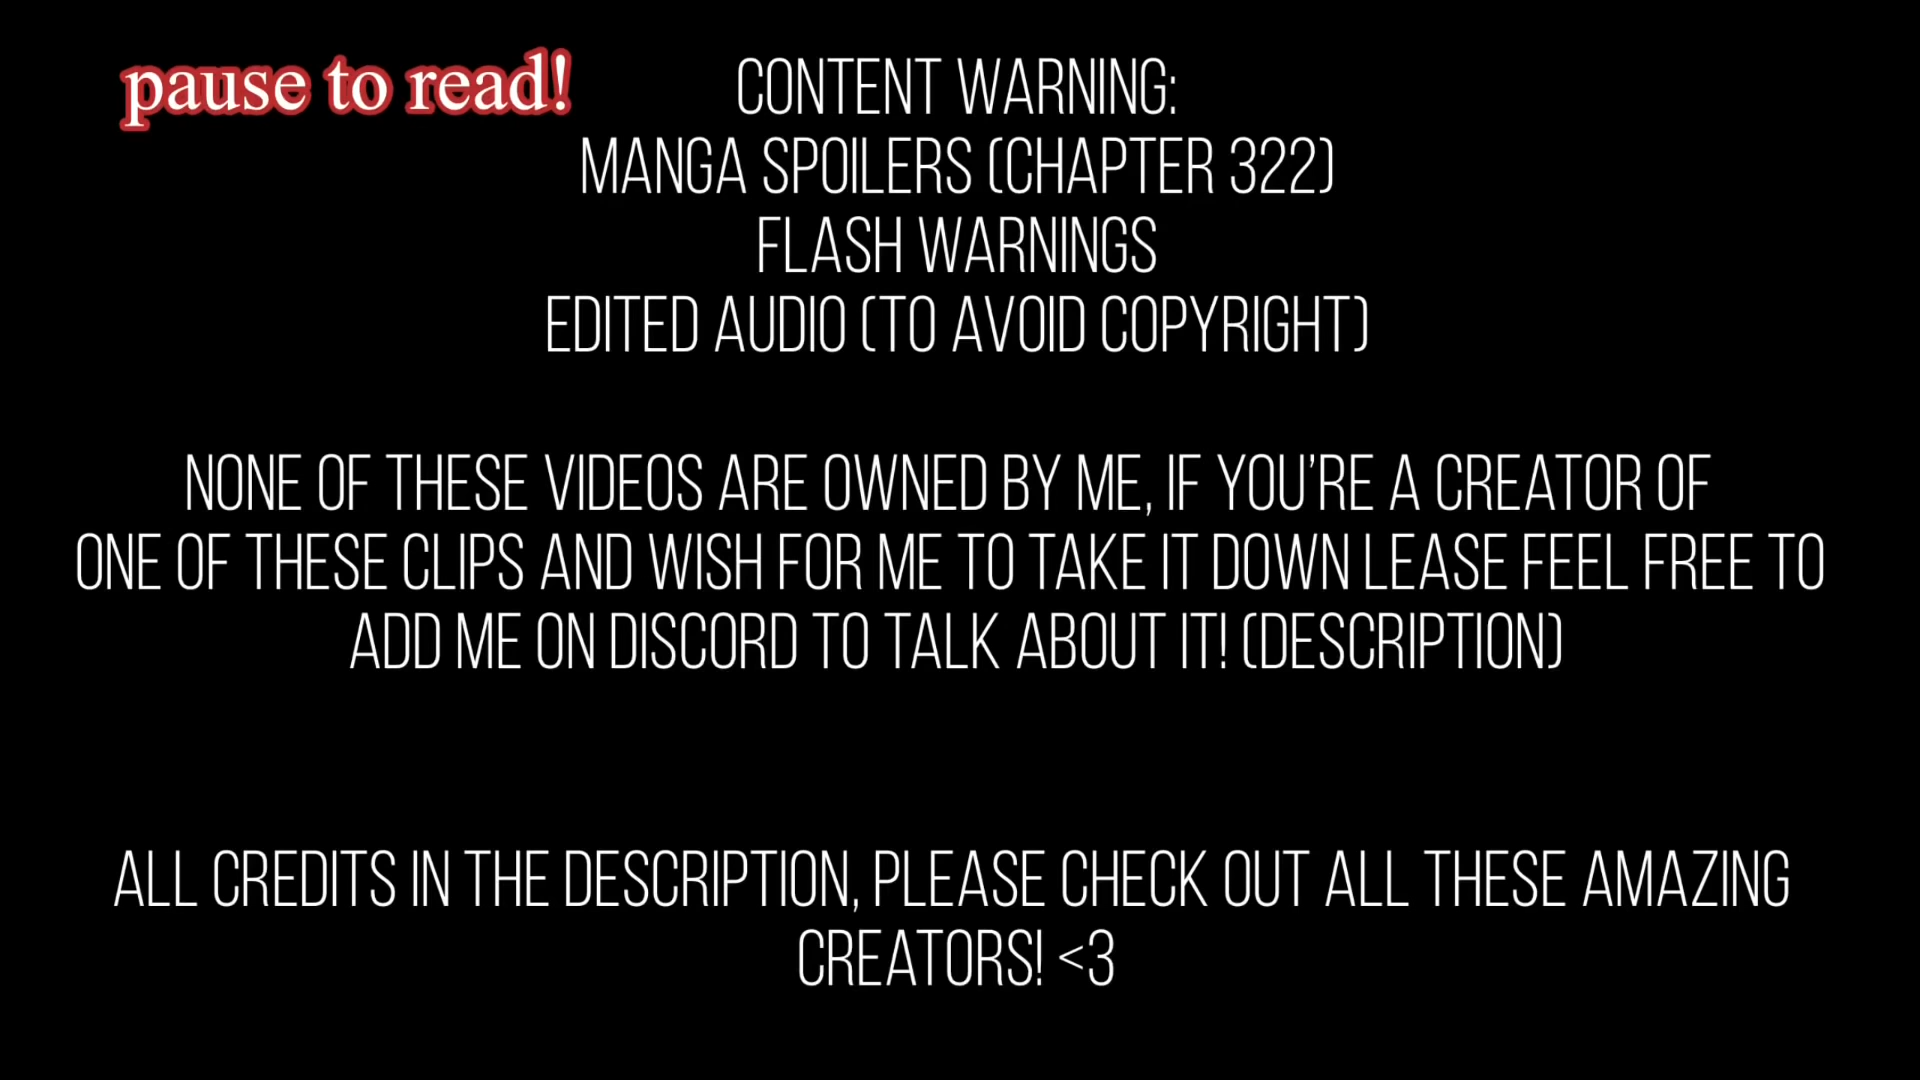 pause to read!
CONTENT WARNING:
MANGA SPOILERS (CHAPTER 322)
FLASH WARNINGS
EDITED AUDIO (TO AVOID COPYRIGHT)
NONE OF THESE VIDEOS ARE OWNED BY ME, IF YOU'RE A CREATOR OF
ONE OF THESE CLIPS AND WISH FOR ME TO TAKE IT DOWN LEASE FEEL FREE TO
ADD ME ON DISCORD TO TALK ABOUT IT! (DESCRIPTION)
ALL CREDITS IN THE DESCRIPTION, PLEASE CHECK OUT ALL THESE AMAZING
CREATORS! <3